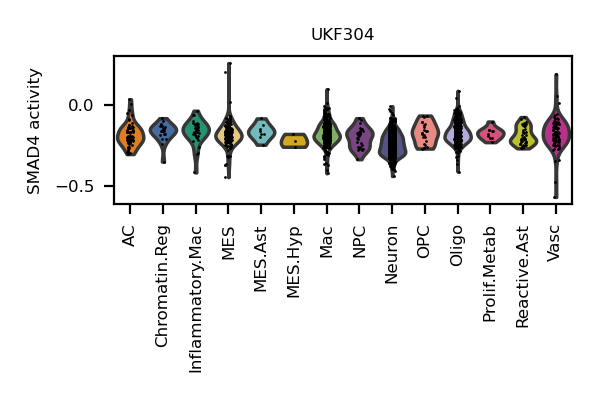 UKF304
SMAD4 activity
0.0
−0.5
AC
Chromatin.Reg
Inflammatory.Mac
MES
MES.Ast
MES.Hyp
Mac
NPC
Neuron
OPC
Oligo
Prolif.Metab
Reactive.Ast
Vasc